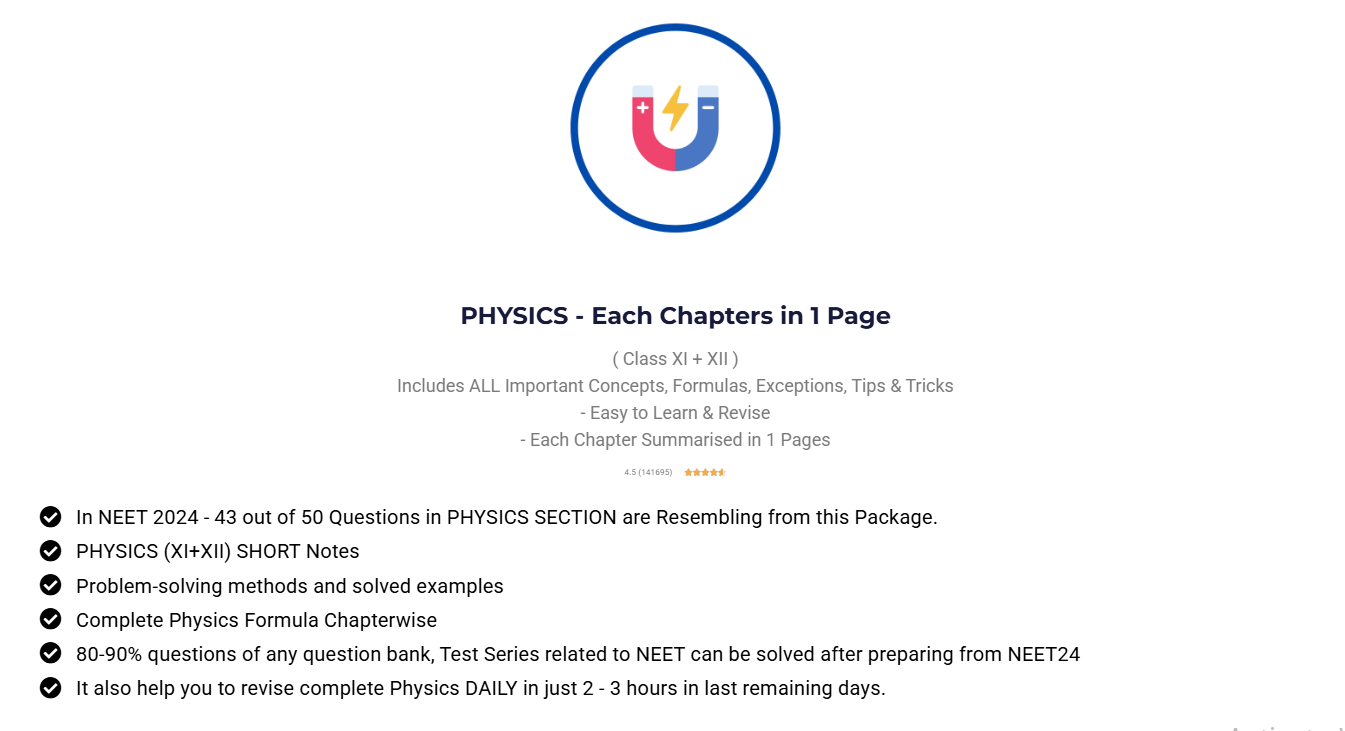 PHYSICS - Each Chapters in 1 Page
( Class XI + XII )
Includes ALL Important Concepts, Formulas, Exceptions, Tips & Tricks
- Easy to Learn & Revise
- Each Chapter Summarised in 1 Pages
4.5 (141695)
In NEET 2024 - 43 out of 50 Questions in PHYSICS SECTION are Resembling from this Package.
PHYSICS (XI+XII) SHORT Notes
Problem-solving methods and solved examples
Complete Physics Formula Chapterwise
80-90% questions of any question bank, Test Series related to NEET can be solved after preparing from NEET24
It also help you to revise complete Physics DAILY in just 2 - 3 hours in last remaining days.